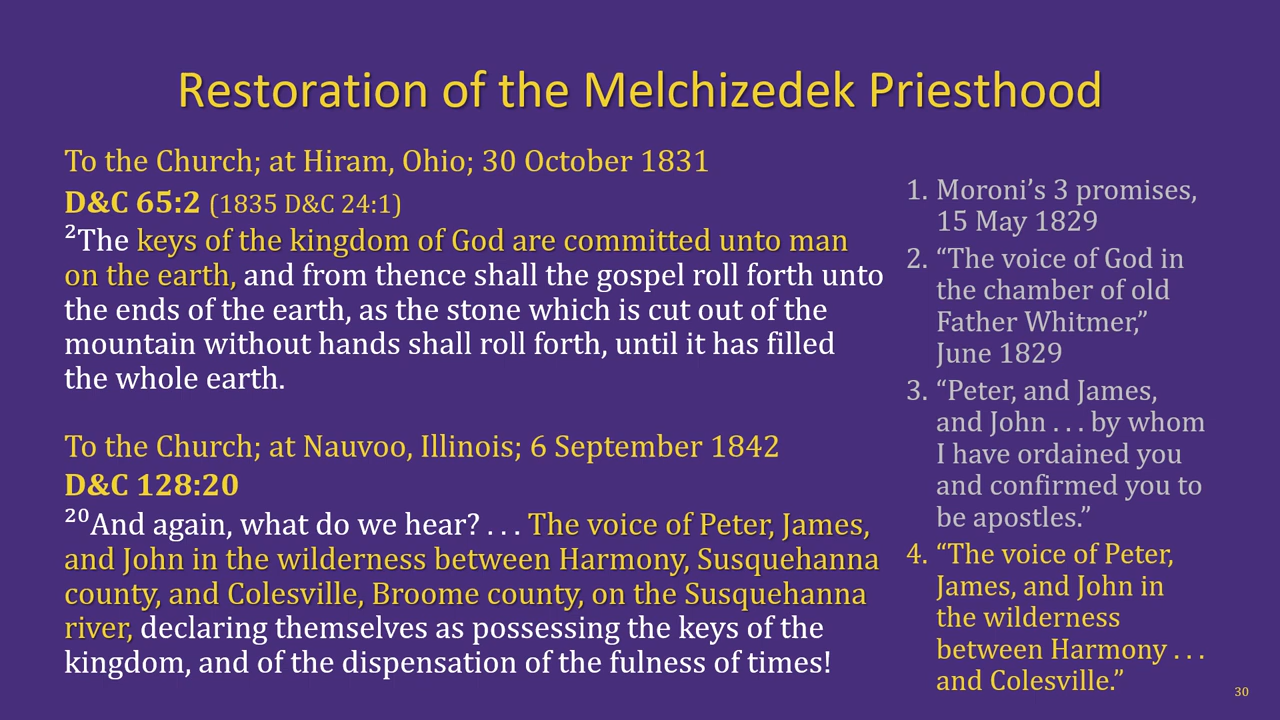 Restoration of the Melchizedek Priesthood
To the Church; at Hiram, Ohio; 30 October 1831
D&C 65:2 (1835 D&C 24:1)
²The keys of the kingdom of God are committed unto man
on the earth, and from thence shall the gospel roll forth unto
the ends of the earth, as the stone which is cut out of the
mountain without hands shall roll forth, until it has filled
the whole earth.
To the Church; at Nauvoo, Illinois; 6 September 1842
D&C 128:20
²⁰And again, what do we hear? . . . The voice of Peter, James,
and John in the wilderness between Harmony, Susquehanna
county, and Colesville, Broome county, on the Susquehanna
river, declaring themselves as possessing the keys of the
kingdom, and of the dispensation of the fulness of times!
1. Moroni’s 3 promises,
15 May 1829
2. “The voice of God in
the chamber of old
Father Whitmer,”
June 1829
3. “Peter, and James,
and John . . . by whom
I have ordained you
and confirmed you to
be apostles.”
4. “The voice of Peter,
James, and John in
the wilderness
between Harmony . . .
and Colesville.”
30